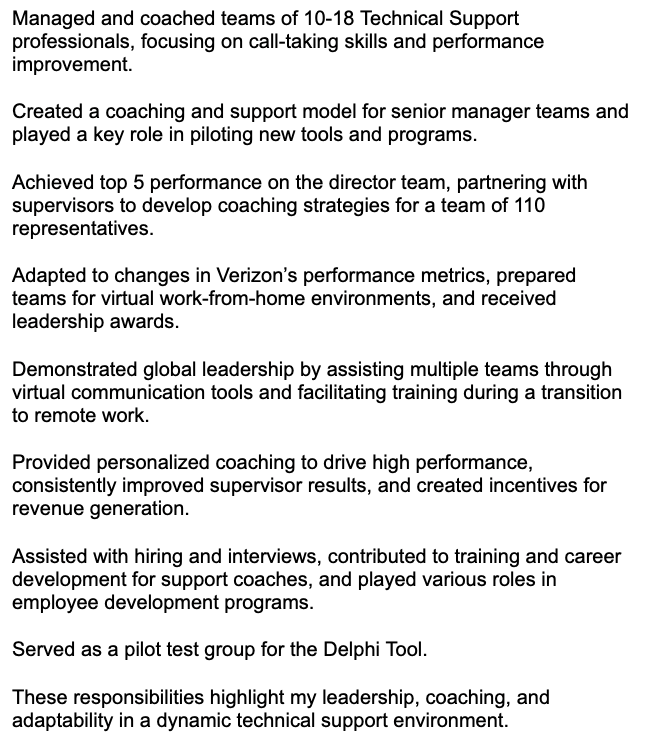 Managed and coached teams of 10-18 Technical Support
professionals, focusing on call-taking skills and performance
improvement.
Created a coaching and support model for senior manager teams and
played a key role in piloting new tools and programs.
Achieved top 5 performance on the director team, partnering with
supervisors to develop coaching strategies for a team of 110
representatives.
Adapted to changes in Verizon’s performance metrics, prepared
teams for virtual work-from-home environments, and received
leadership awards.
Demonstrated global leadership by assisting multiple teams through
virtual communication tools and facilitating training during a transition
to remote work.
Provided personalized coaching to drive high performance,
consistently improved supervisor results, and created incentives for
revenue generation.
Assisted with hiring and interviews, contributed to training and career
development for support coaches, and played various roles in
employee development programs.
Served as a pilot test group for the Delphi Tool.
These responsibilities highlight my leadership, coaching, and
adaptability in a dynamic technical support environment.